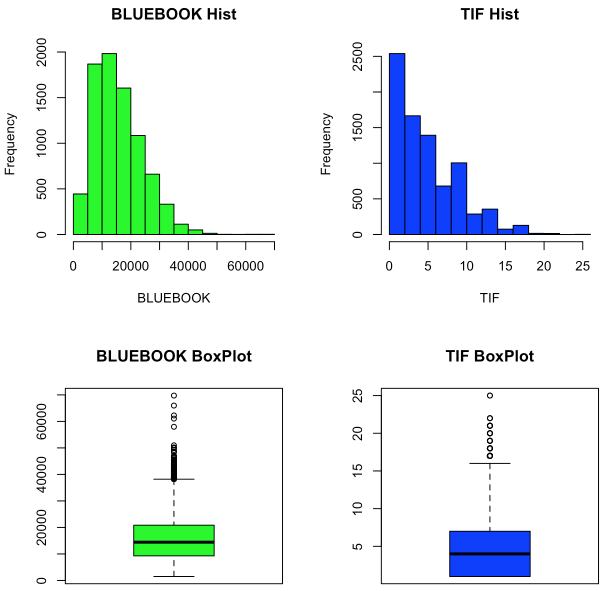 BLUEBOOK Hist
Frequency
0
500
1000
1500
2000
0 20000 40000 60000
BLUEBOOK
TIF Hist
Frequency
0
500
1500
2500
0 5 10 15 20 25
TIF
BLUEBOOK BoxPlot
0
20000
40000
60000
TIF BoxPlot
5
10
15
20
25